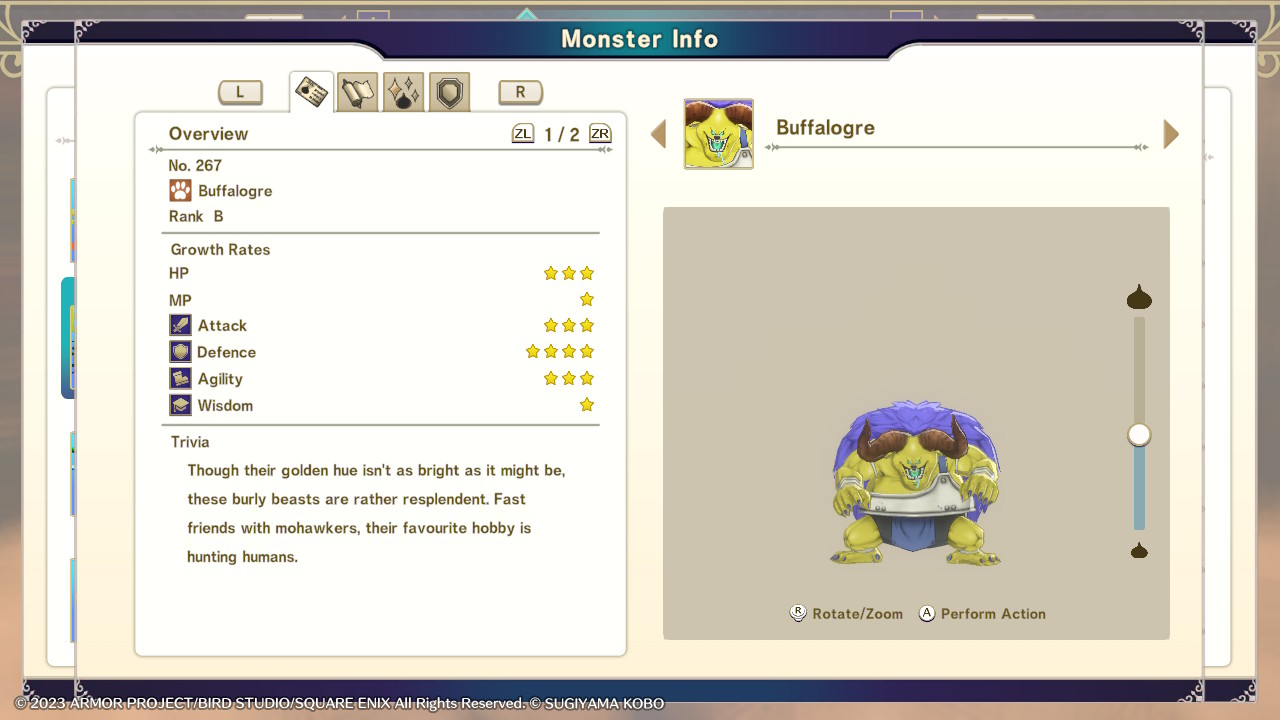 Monster Info
L
R
Overview
ZL 1 / 2 ZR
No. 267
Buffalogre
Rank B
Growth Rates
HP
MP
Attack
Defence
Agility
Wisdom
Trivia
Though their golden hue isn't as bright as it might be,
these burly beasts are rather resplendent. Fast
friends with mohawkers, their favourite hobby is
hunting humans.
Buffalogre
R Rotate/Zoom A Perform Action
© 2023 ARMOR PROJECT/BIRD STUDIO/SQUARE ENIX All Rights Reserved. © SUGIYAMA KOBO